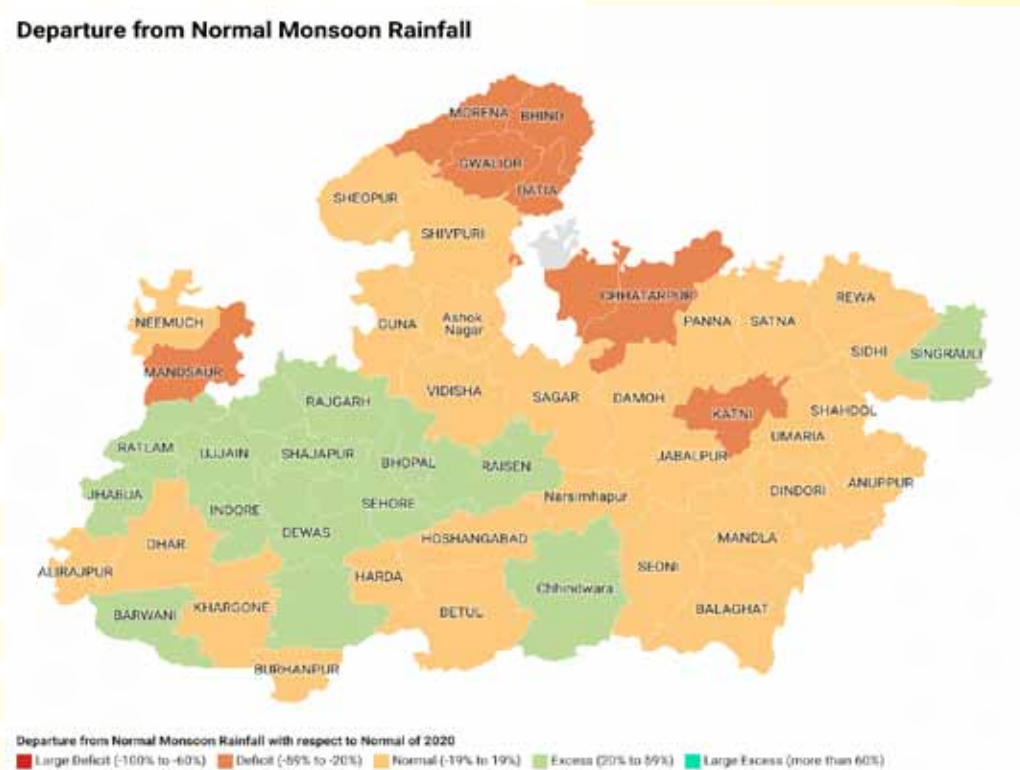 Departure from Normal Monsoon Rainfall
MORENA BHIND
GWALIOR
DATIA
SHEOPUR
SHIVPURI
CHHATARPUR
REWA
NEEMUCH
GUNA
Ashok
Nagar
PANNA SATNA
SIDHI SINGRAULI
MANDSAUR
VIDISHA
SAGAR DAMOH
RAJGARH
KATNI
SHAHDOL
UMARIA
RATLAM
UJJAIN SHAJAPUR
BHOPAL RAISEN
JABALPUR
JHABUA
INDORE
SEHORE
Narsimhapur
DINDORI ANUPPUR
DEWAS
DHAR
HOSHANGABAD
MANDLA
ALIRAJPUR
HARDA
SEONI
Chhindwara
BARWANI KHARGONE
BETUL
BALAGHAT
BURHANPUR
Departure from Normal Monsoon Rainfall with respect to Normal of 2020
Large Deficit (-100% to -60%) Deficit (-59% to -20%) Normal (-19% to 19%) Excess (20% to 59%) Large Excess (more than 60%)